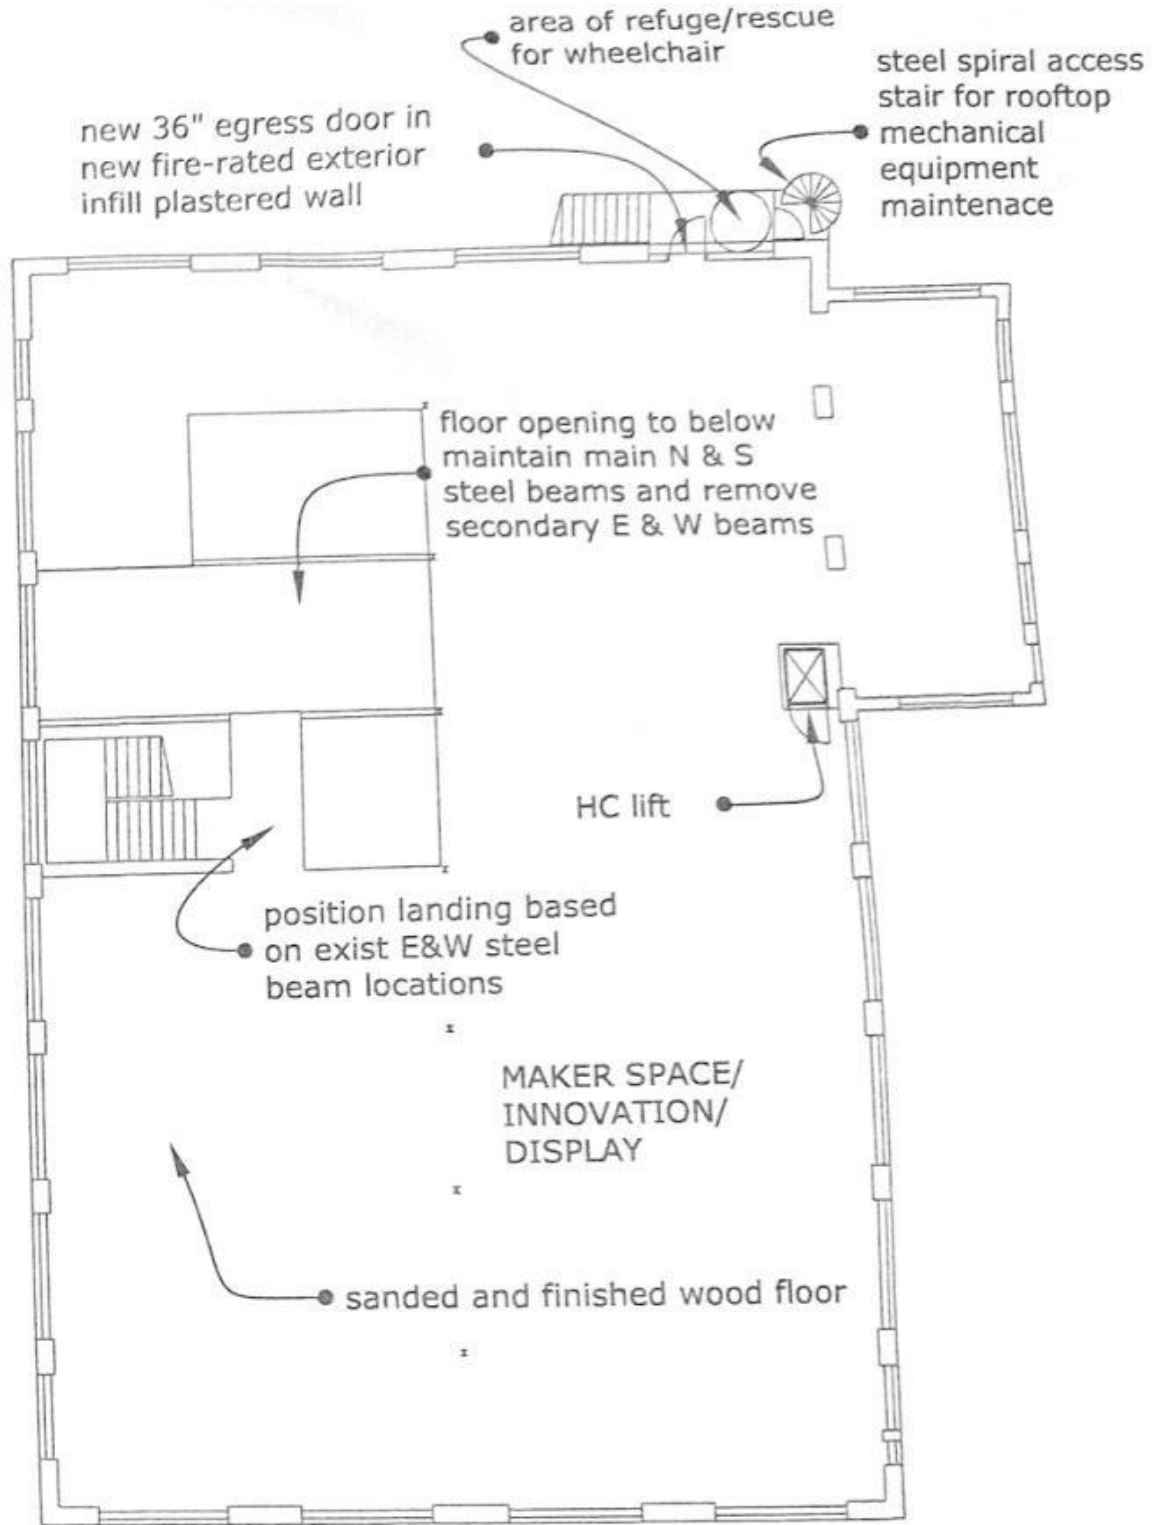 area of refuge/rescue
for wheelchair
steel spiral access
stair for rooftop
mechanical
equipment
maintenace
new 36" egress door in
new fire-rated exterior
infill plastered wall
floor opening to below
maintain main N & S
steel beams and remove
secondary E & W beams
HC lift
position landing based
on exist E&W steel
beam locations
MAKER SPACE/
INNOVATION/
DISPLAY
sanded and finished wood floor